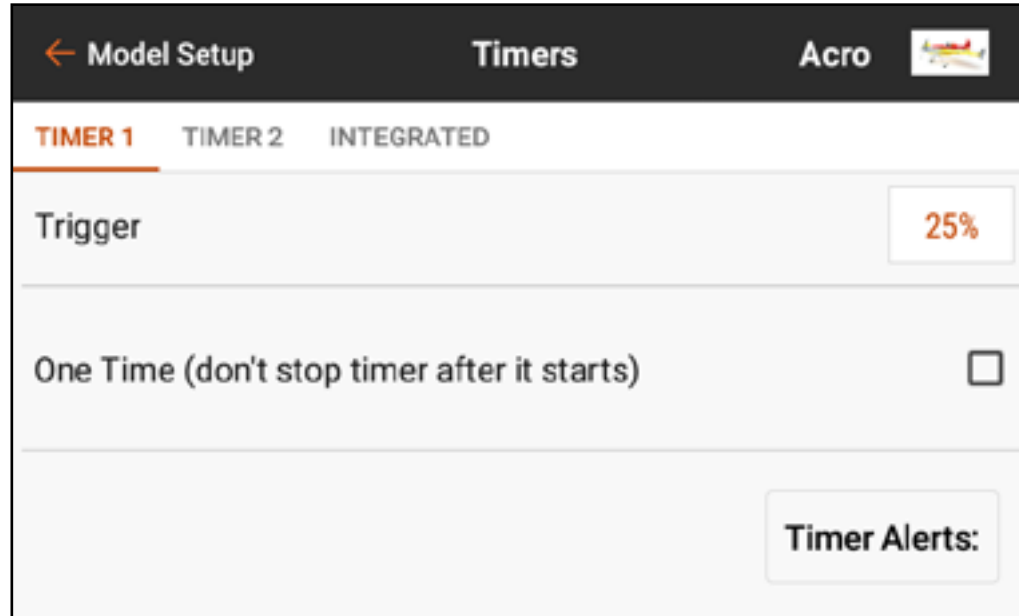 ← Model Setup Timers Acro
TIMER 1 TIMER 2 INTEGRATED
Trigger 25%
One Time (don't stop timer after it starts)
Timer Alerts: